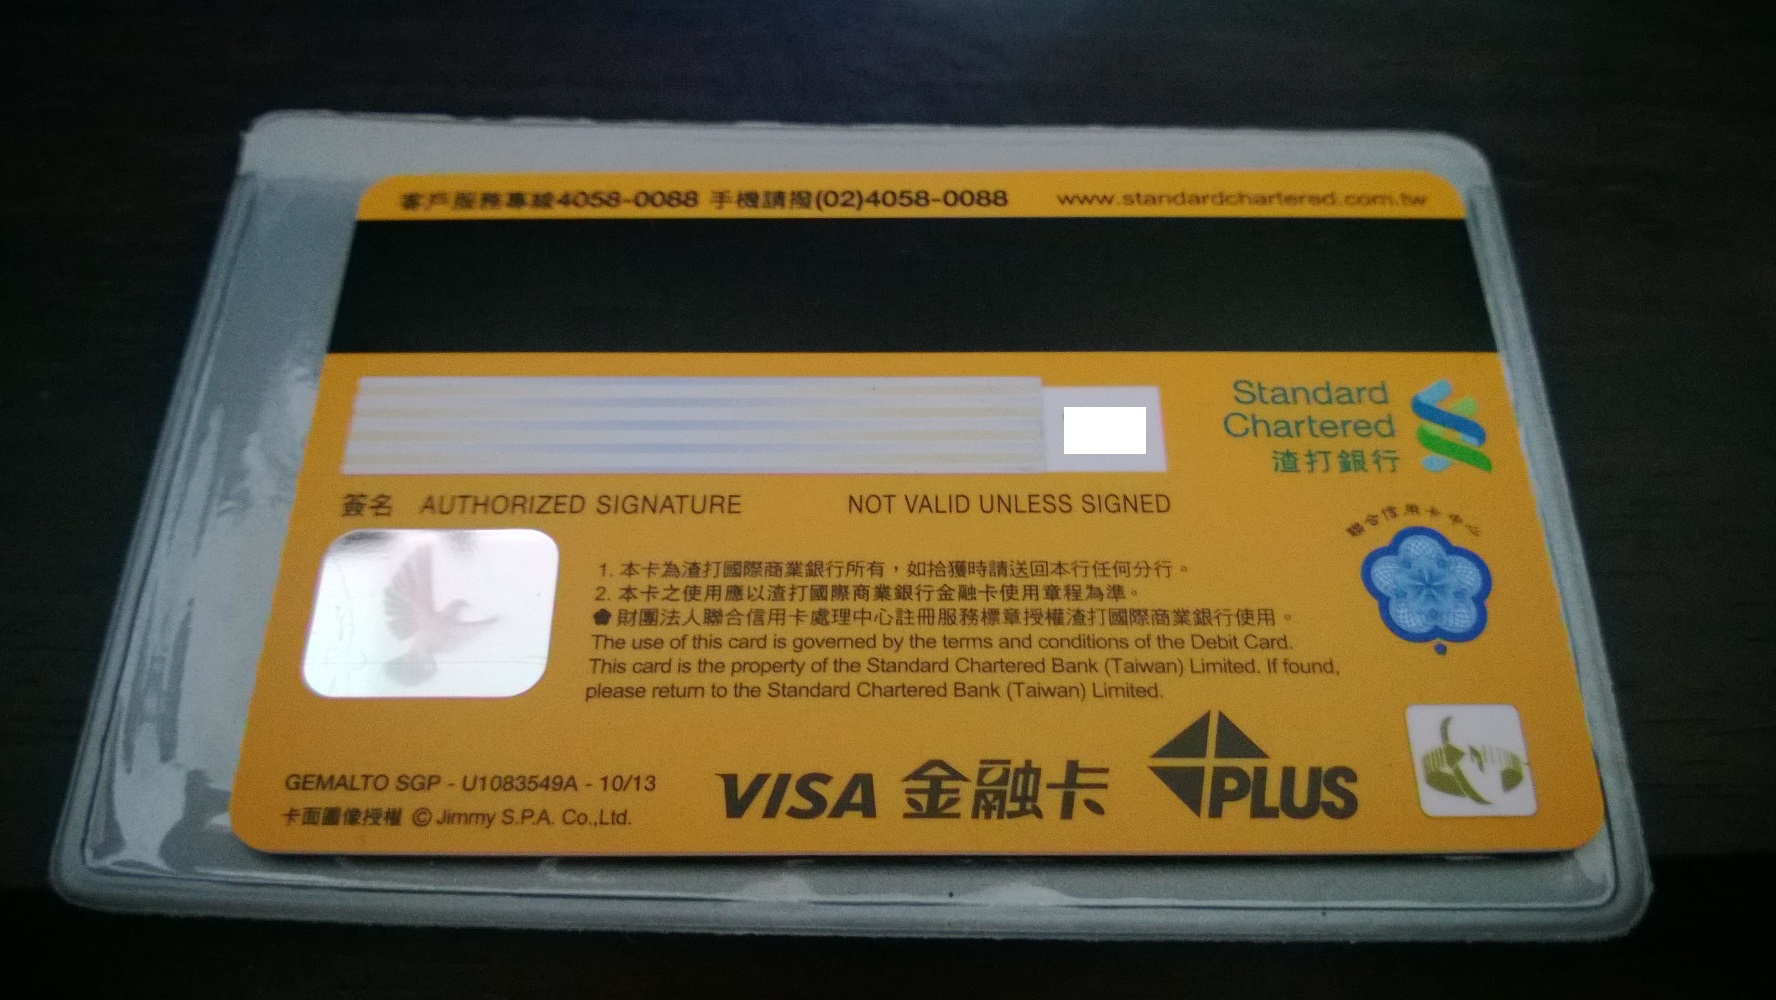 客戶服務專線4058-0088 手機請撥(02)4058-0088 www.standardchartered.com.tw
Standard
Chartered
渣打銀行
簽名 AUTHORIZED SIGNATURE NOT VALID UNLESS SIGNED
聯合信用卡中心
1. 本卡為渣打國際商業銀行所有，如拾獲時請送回本行任何分行。
2. 本卡之使用應以渣打國際商業銀行金融卡使用章程為準。
財團法人聯合信用卡處理中心註冊服務標章授權渣打國際商業銀行使用。
The use of this card is governed by the terms and conditions of the Debit Card.
This card is the property of the Standard Chartered Bank (Taiwan) Limited. If found,
please return to the Standard Chartered Bank (Taiwan) Limited.
GEMALTO SGP - U1083549A - 10/13
卡面圖像授權 © Jimmy S.P.A. Co.,Ltd.
VISA 金融卡 PLUS